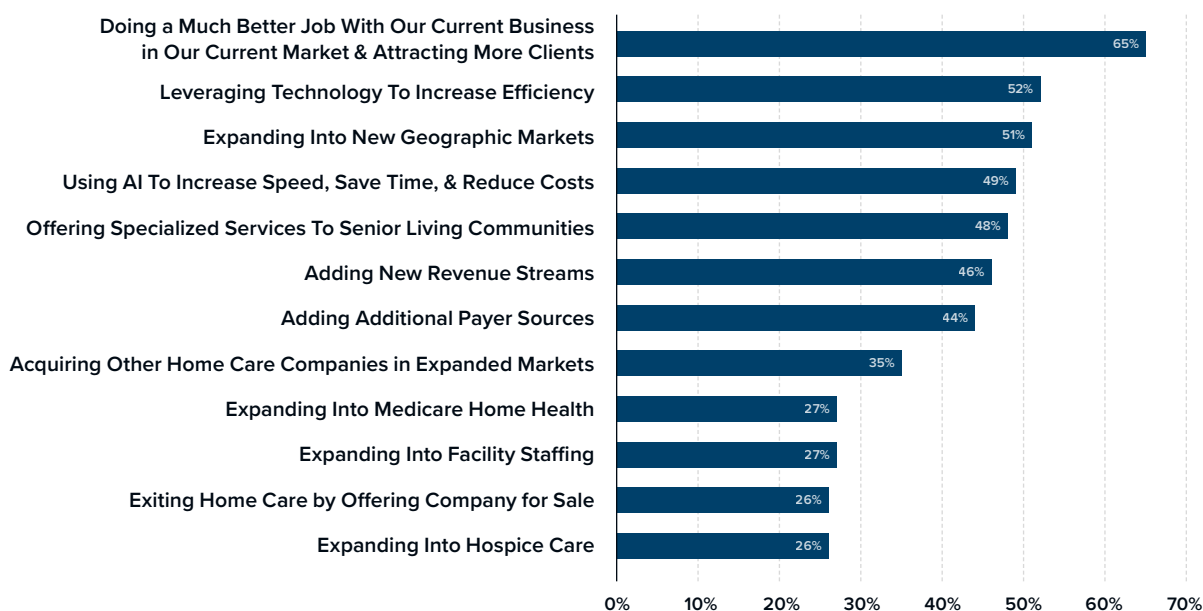 Doing a Much Better Job With Our Current Business
in Our Current Market & Attracting More Clients
65%
Leveraging Technology To Increase Efficiency
52%
Expanding Into New Geographic Markets
51%
Using AI To Increase Speed, Save Time, & Reduce Costs
49%
Offering Specialized Services To Senior Living Communities
48%
Adding New Revenue Streams
46%
Adding Additional Payer Sources
44%
Acquiring Other Home Care Companies in Expanded Markets
35%
Expanding Into Medicare Home Health
27%
Expanding Into Facility Staffing
27%
Exiting Home Care by Offering Company for Sale
26%
Expanding Into Hospice Care
26%
0% 10% 20% 30% 40% 50% 60% 70%